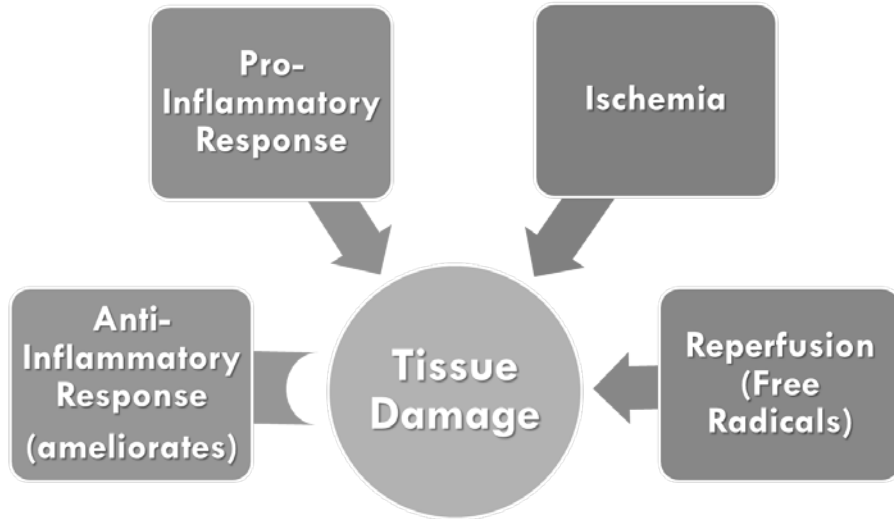 Pro-
Inflammatory
Response
Ischemia
Anti-
Inflammatory
Response
(ameliorates)
Tissue
Damage
Reperfusion
(Free
Radicals)